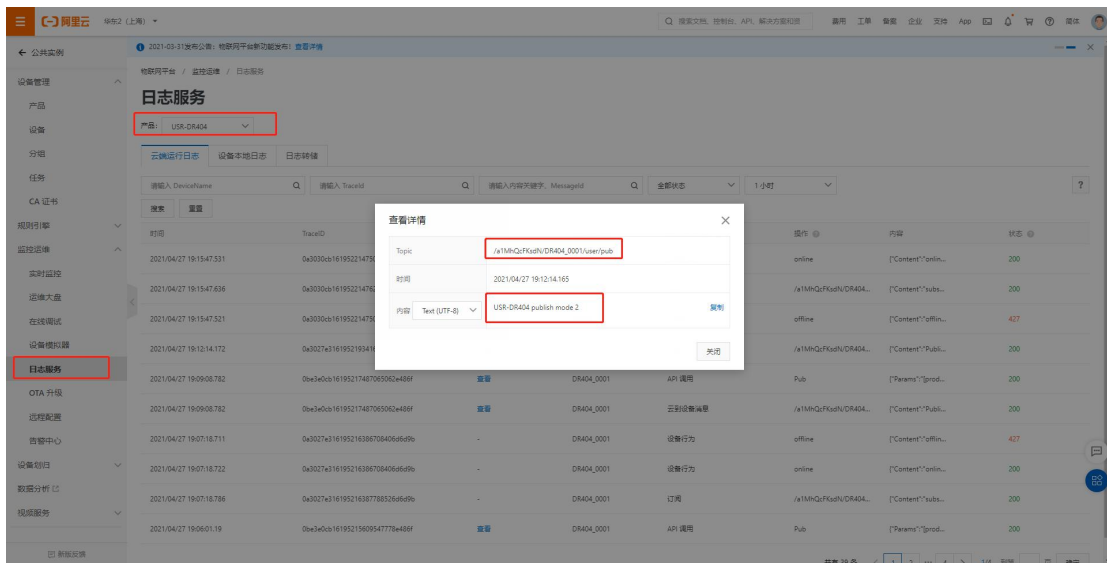 阿里云 华东2（上海） 搜索文档、控制台、API、解决方案和资 费用 工单 备案 企业 支持 App 简体
公共实例
2021-03-31发布公告：物联网平台新功能发布！查看详情
物联网平台 / 监控运维 / 日志服务
日志服务
产品： USR-DR404
云端运行日志 设备本地日志 日志转储
请输入 DeviceName 请输入 TraceId 请输入内容关键字、MessageId 全部状态 1 小时 ?
搜索 重置
设备管理
产品
设备
分组
任务
CA 证书
规则引擎
监控运维
实时监控
运维大盘
在线调试
设备模拟器
日志服务
OTA 升级
远程配置
告警中心
设备划归
数据分析
视频服务
新版反馈
时间 TraceID 操作 内容 状态
2021/04/27 19:15:47.531 online {"Content":"onlin... 200
2021/04/27 19:15:47.636 /a1MhQcFKsdN/DR404... {"Content":"subs... 200
2021/04/27 19:15:47.521 offline {"Content":"offlin... 427
2021/04/27 19:12:14.172 /a1MhQcFKsdN/DR404... {"Content":"Publi... 200
2021/04/27 19:09:08.782 0be3e0cb16195217487065062e486f 查看 DR404_0001 API 调用 Pub {"Params":"[prod... 200
2021/04/27 19:09:08.782 0be3e0cb16195217487065062e486f 查看 DR404_0001 云到设备消息 /a1MhQcFKsdN/DR404... {"Content":"Publi... 200
2021/04/27 19:07:18.711 0a3027e316195216386708406d6d9b - DR404_0001 设备行为 offline {"Content":"offlin... 427
2021/04/27 19:07:18.722 0a3027e316195216386708406d6d9b - DR404_0001 设备行为 online {"Content":"onlin... 200
2021/04/27 19:07:18.786 0a3027e316195216387788526d6d9b - DR404_0001 订阅 /a1MhQcFKsdN/DR404... {"Content":"subs... 200
2021/04/27 19:06:01.19 0be3e0cb16195215609547778e486f 查看 DR404_0001 API 调用 Pub {"Params":"[prod... 200
查看详情
Topic /a1MhQcFKsdN/DR404_0001/user/pub
时间 2021/04/27 19:12:14.165
内容 Text (UTF-8) USR-DR404 publish mode 2 复制
关闭